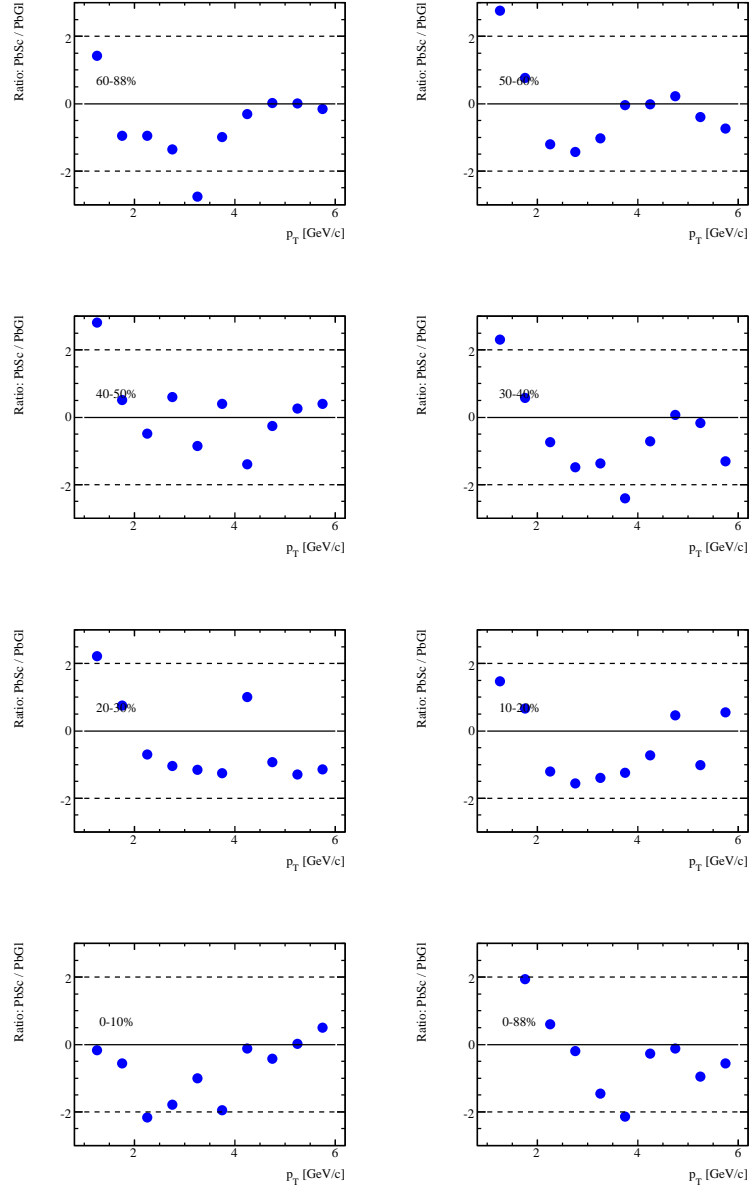 Ratio: PbSc / PbGl
2
0
-2
60-88%
2 4 6
p_T [GeV/c]
Ratio: PbSc / PbGl
2
0
-2
50-60%
2 4 6
p_T [GeV/c]
Ratio: PbSc / PbGl
2
0
-2
40-50%
2 4 6
p_T [GeV/c]
Ratio: PbSc / PbGl
2
0
-2
30-40%
2 4 6
p_T [GeV/c]
Ratio: PbSc / PbGl
2
0
-2
20-30%
2 4 6
p_T [GeV/c]
Ratio: PbSc / PbGl
2
0
-2
10-20%
2 4 6
p_T [GeV/c]
Ratio: PbSc / PbGl
2
0
-2
0-10%
2 4 6
p_T [GeV/c]
Ratio: PbSc / PbGl
2
0
-2
0-88%
2 4 6
p_T [GeV/c]